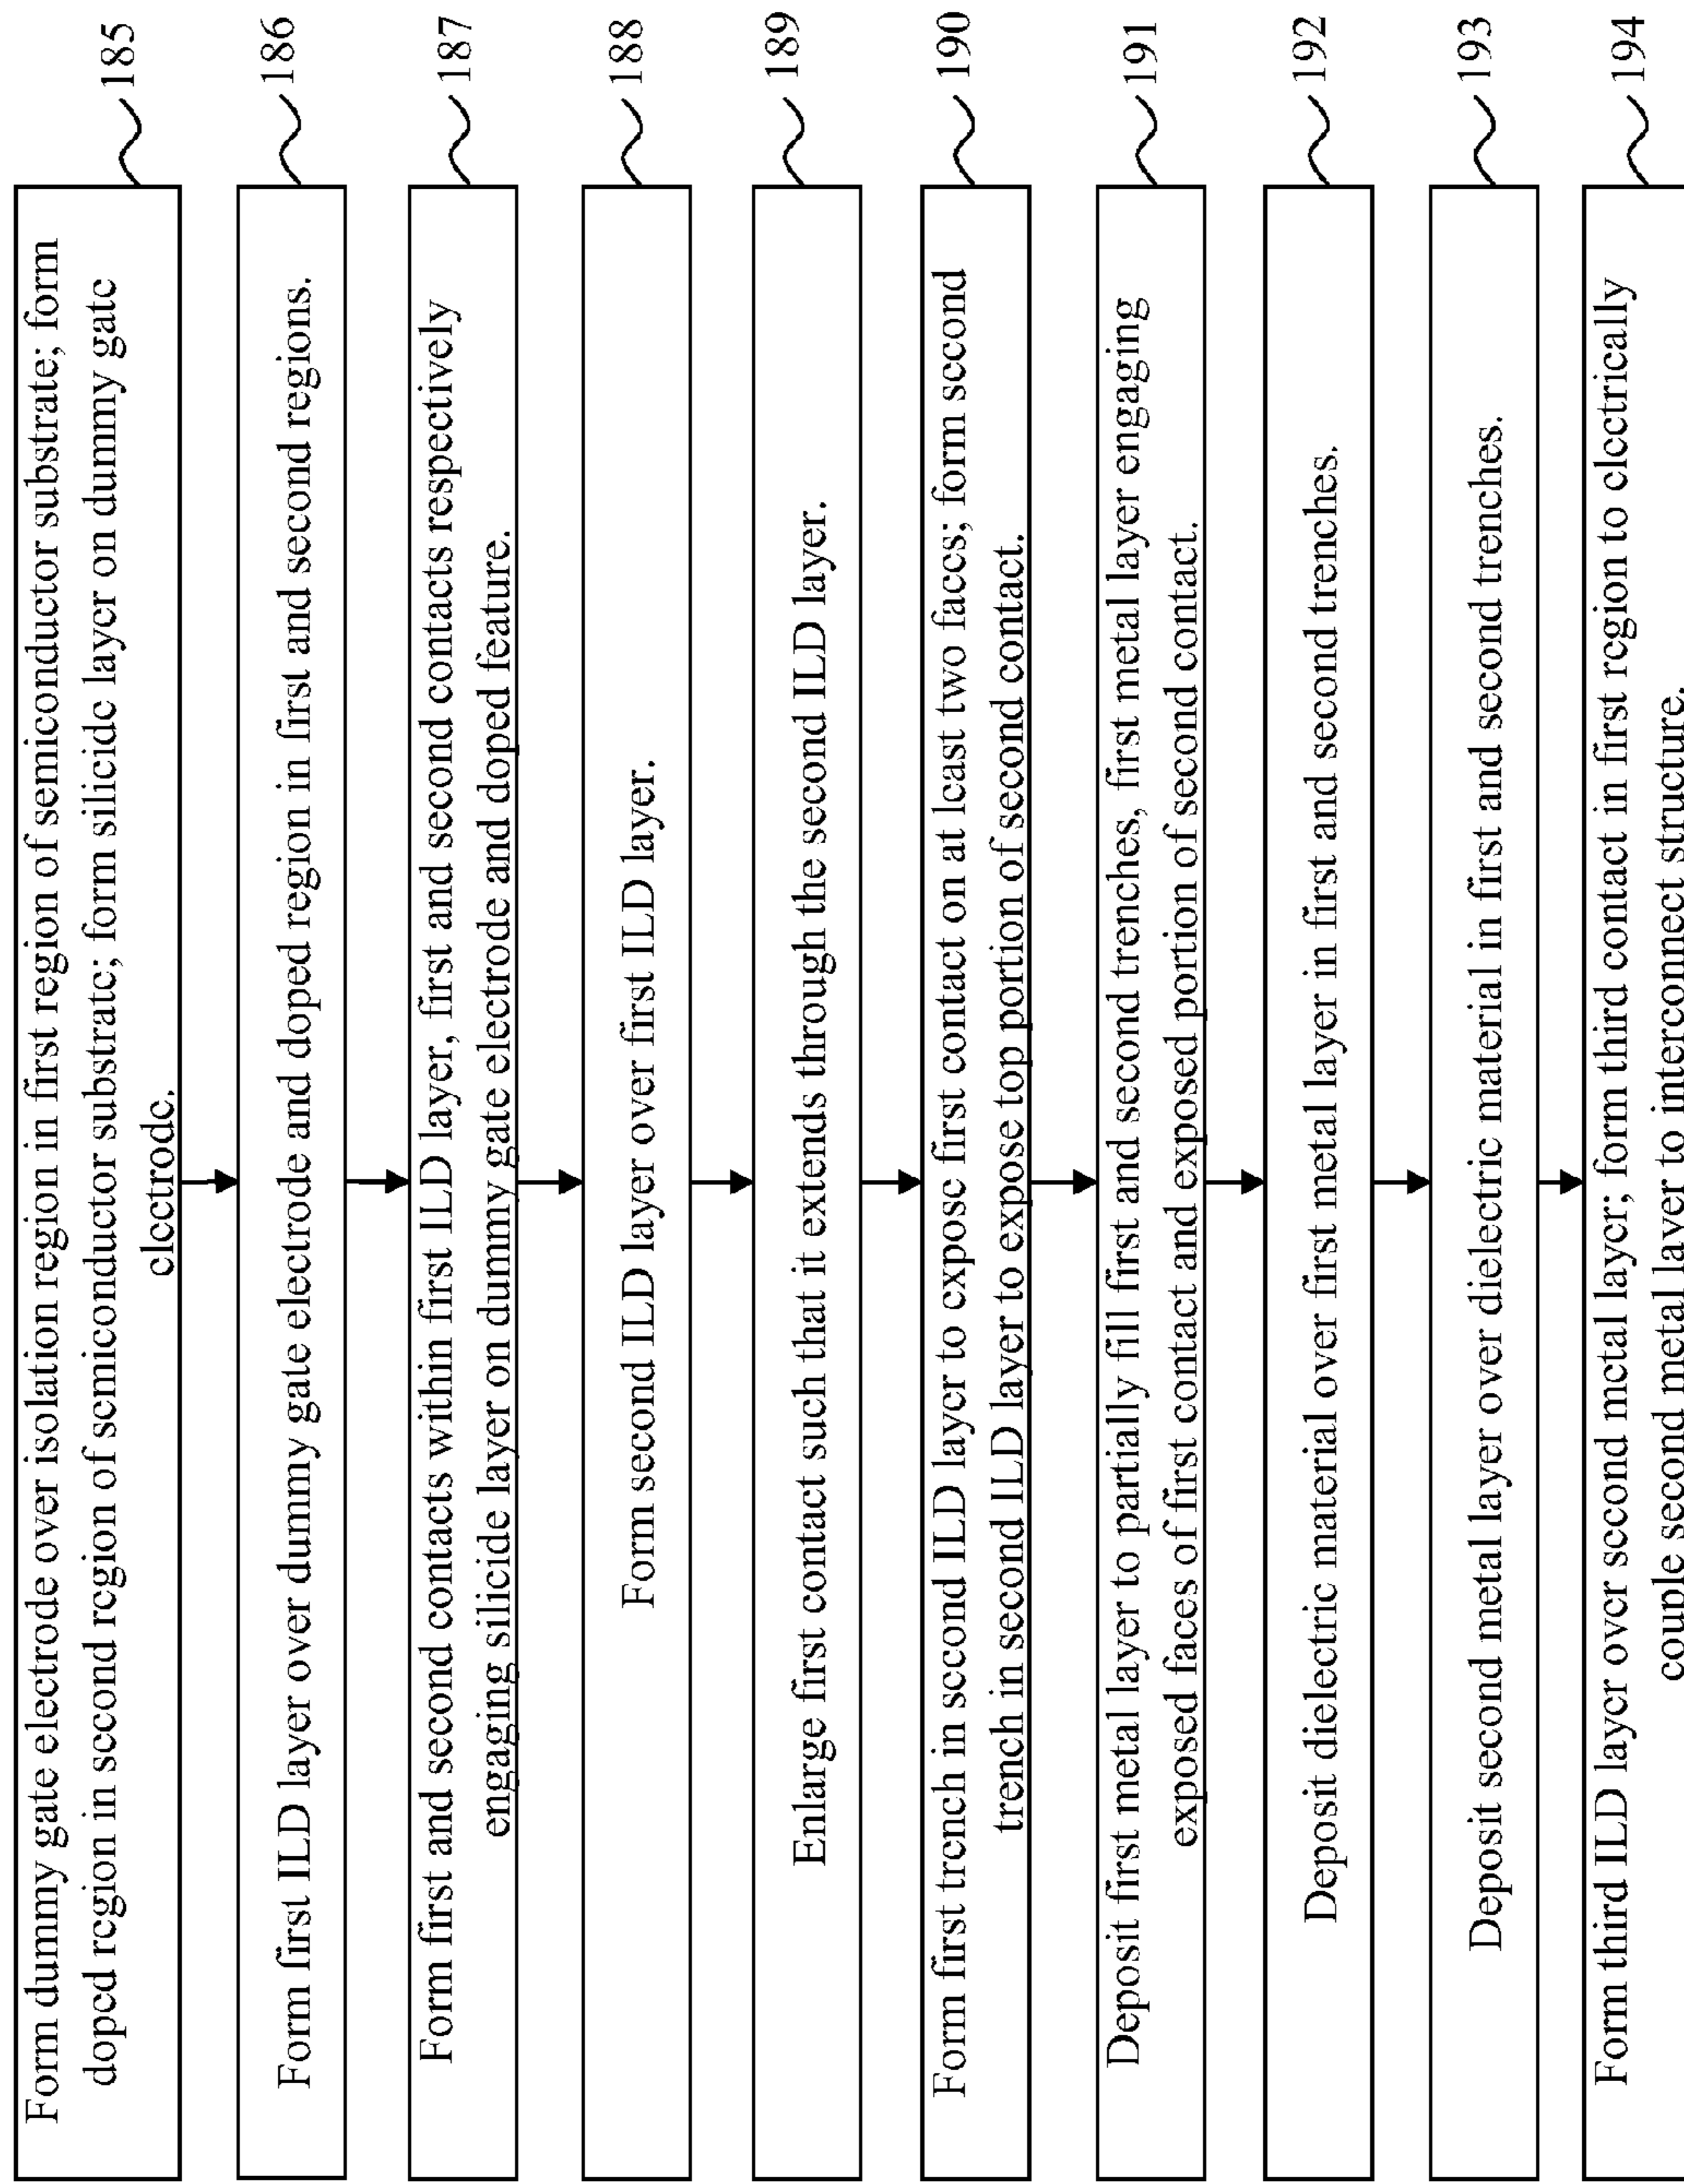 Form dummy gate electrode over isolation region in first region of semiconductor substrate; form
doped region in second region of semiconductor substrate; form silicide layer on dummy gate
electrode.
185
Form first ILD layer over dummy gate electrode and doped region in first and second regions.
186
Form first and second contacts within first ILD layer, first and second contacts respectively
engaging silicide layer on dummy gate electrode and doped feature.
187
Form second ILD layer over first ILD layer.
188
Enlarge first contact such that it extends through the second ILD layer.
189
Form first trench in second ILD layer to expose first contact on at least two faces; form second
trench in second ILD layer to expose top portion of second contact.
190
Deposit first metal layer to partially fill first and second trenches, first metal layer engaging
exposed faces of first contact and exposed portion of second contact.
191
Deposit dielectric material over first metal layer in first and second trenches.
192
Deposit second metal layer over dielectric material in first and second trenches.
193
Form third ILD layer over second metal layer; form third contact in first region to electrically
couple second metal layer to interconnect structure.
194